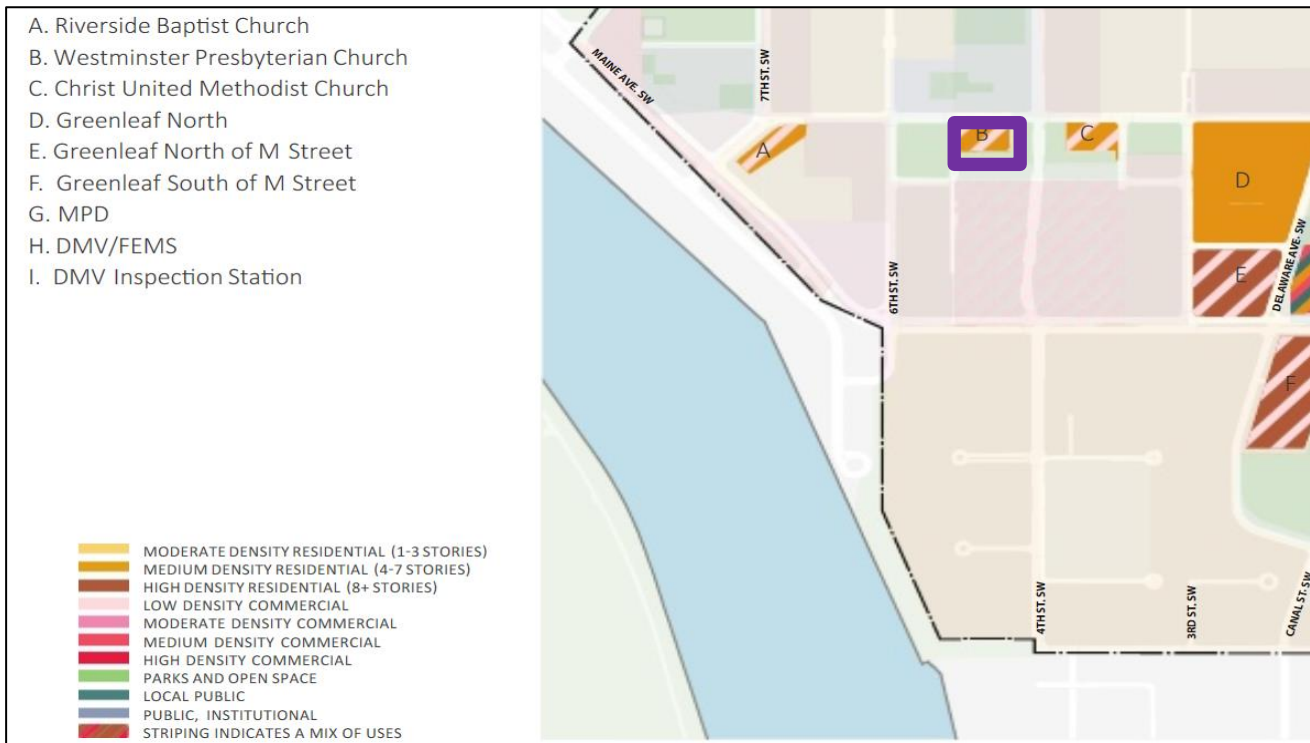 A. Riverside Baptist Church
B. Westminster Presbyterian Church
C. Christ United Methodist Church
D. Greenleaf North
E. Greenleaf North of M Street
F. Greenleaf South of M Street
G. MPD
H. DMV/FEMS
I. DMV Inspection Station
MODERATE DENSITY RESIDENTIAL (1-3 STORIES)
MEDIUM DENSITY RESIDENTIAL (4-7 STORIES)
HIGH DENSITY RESIDENTIAL (8+ STORIES)
LOW DENSITY COMMERCIAL
MODERATE DENSITY COMMERCIAL
MEDIUM DENSITY COMMERCIAL
HIGH DENSITY COMMERCIAL
PARKS AND OPEN SPACE
LOCAL PUBLIC
PUBLIC, INSTITUTIONAL
STRIPING INDICATES A MIX OF USES
MAINE AVE. SW
7TH ST. SW
A
B
C
D
E
F
6TH ST. SW
DELAWARE AVE. SW
4TH ST. SW
3RD ST. SW
CANAL ST. SW